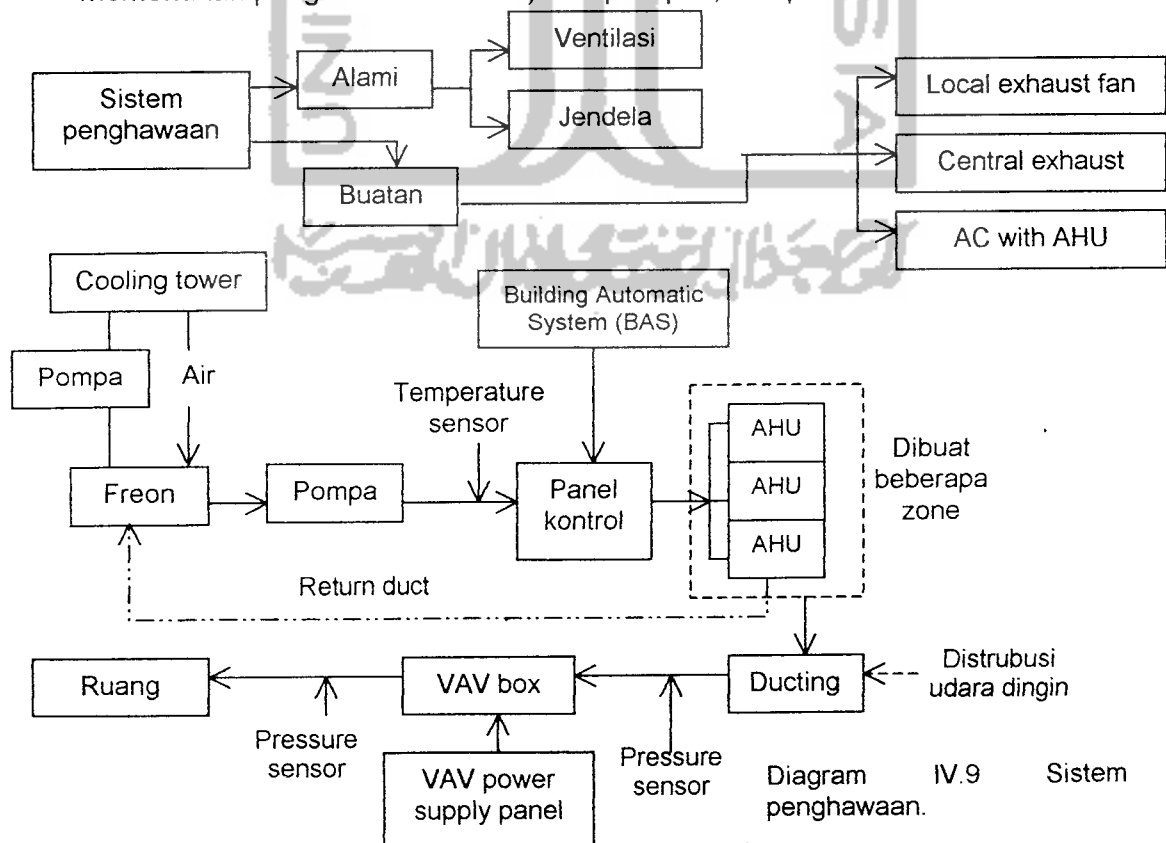 Ventilasi
Alami
Sistem
penghawaan
Jendela
Buatan
Local exhaust fan
Central exhaust
AC with AHU
Cooling tower
Building Automatic
System (BAS)
Pompa
Air
Temperature
sensor
AHU
AHU
AHU
Dibuat
beberapa
zone
Freon
Pompa
Panel
kontrol
Return duct
Ruang
VAV box
Ducting
Distrubusi
udara dingin
Pressure
sensor
VAV power
supply panel
Pressure
sensor
Diagram IV.9 Sistem
penghawaan.